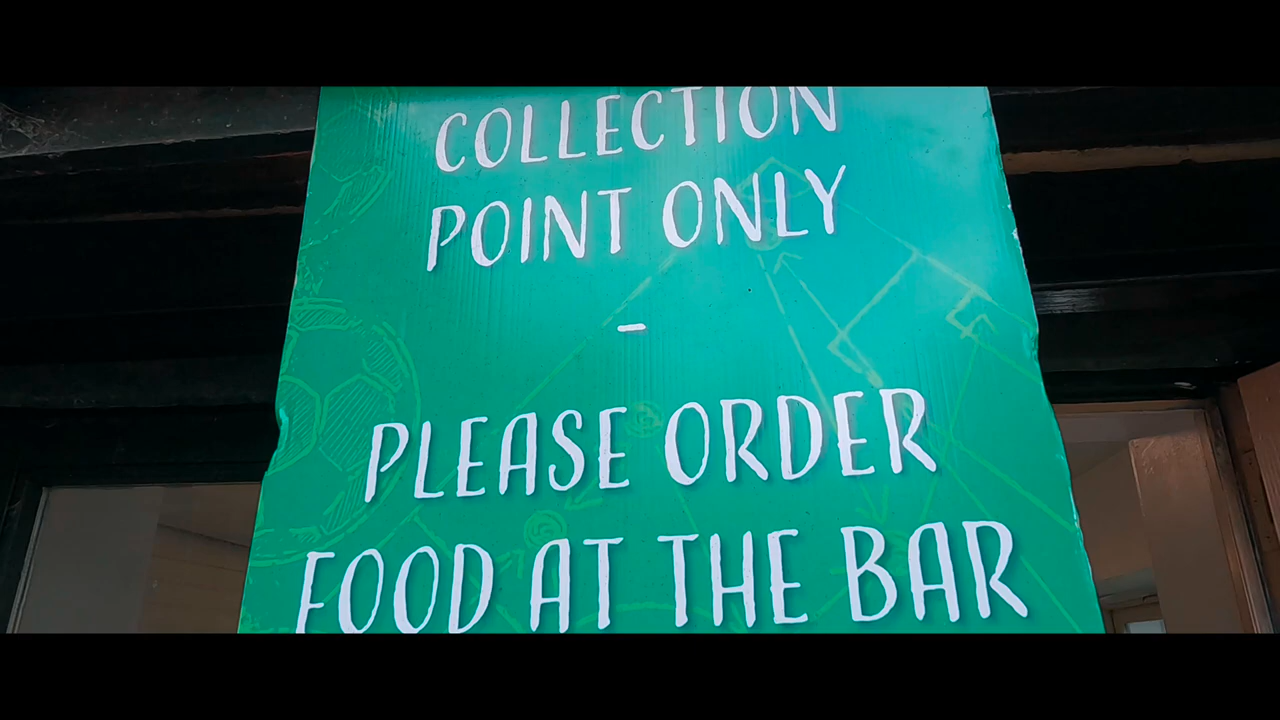 COLLECTION
POINT ONLY
-
PLEASE ORDER
FOOD AT THE BAR